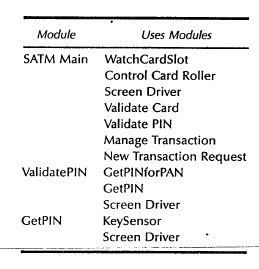 Module Uses Modules
SATM Main WatchCardSlot
Control Card Roller
Screen Driver
Validate Card
Validate PIN
Manage Transaction
New Transaction Request
ValidatePIN GetPINforPAN
GetPIN
Screen Driver
GetPIN KeySensor
Screen Driver